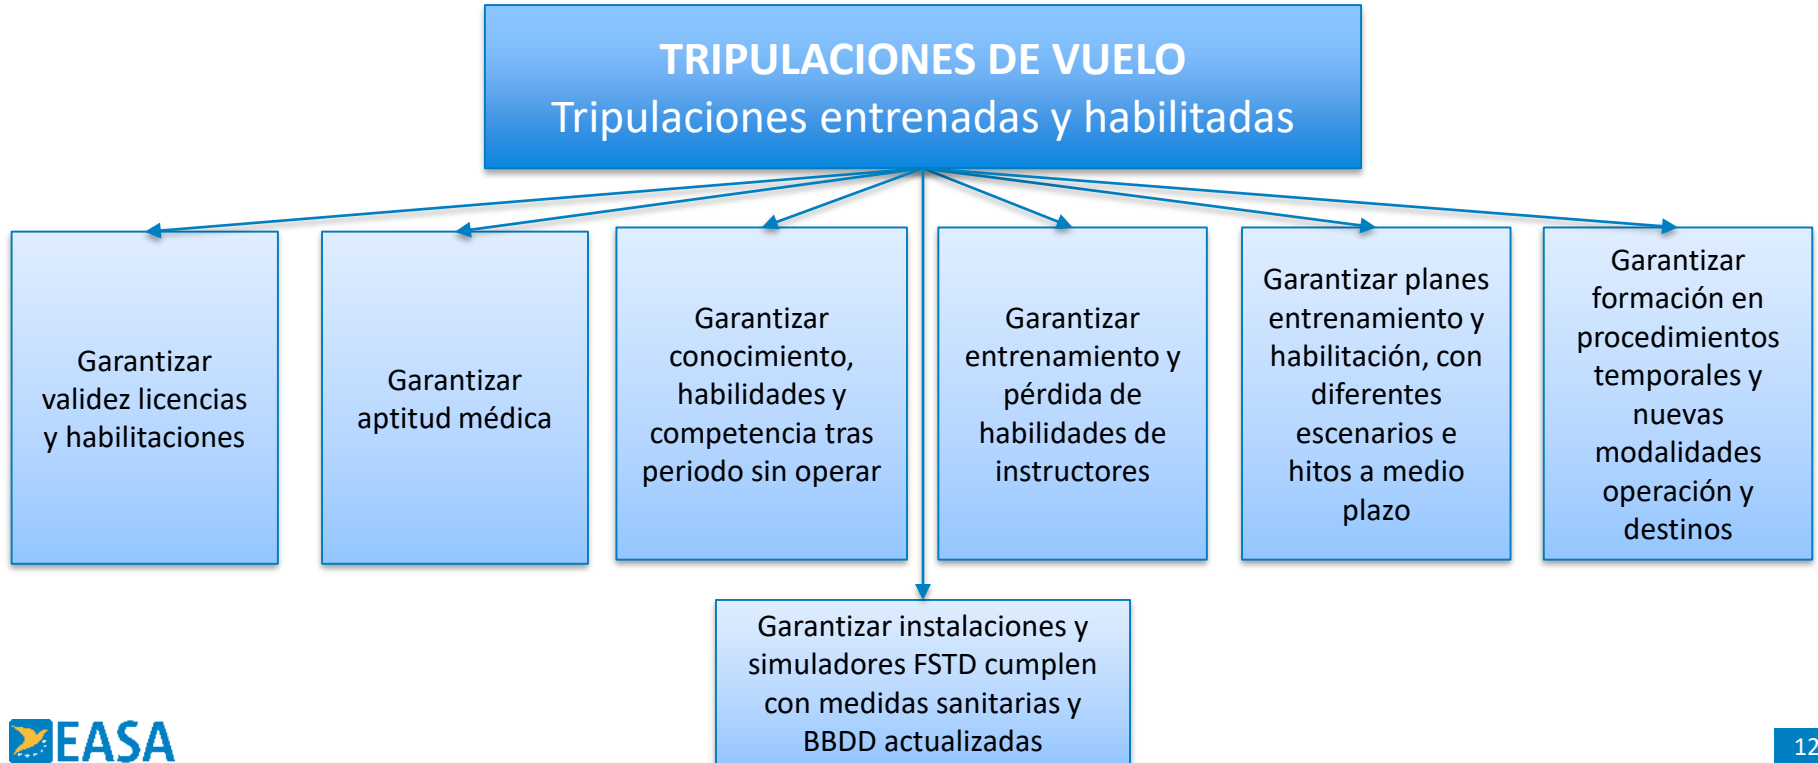 TRIPULACIONES DE VUELO
Tripulaciones entrenadas y habilitadas
Garantizar
validez licencias
y habilitaciones
Garantizar
aptitud médica
Garantizar
conocimiento,
habilidades y
competencia tras
periodo sin operar
Garantizar
entrenamiento y
pérdida de
habilidades de
instructores
Garantizar planes
entrenamiento y
habilitación, con
diferentes
escenarios e
hitos a medio
plazo
Garantizar
formación en
procedimientos
temporales y
nuevas
modalidades
operación y
destinos
Garantizar instalaciones y
simuladores FSTD cumplen
con medidas sanitarias y
BBDD actualizadas
EASA
12